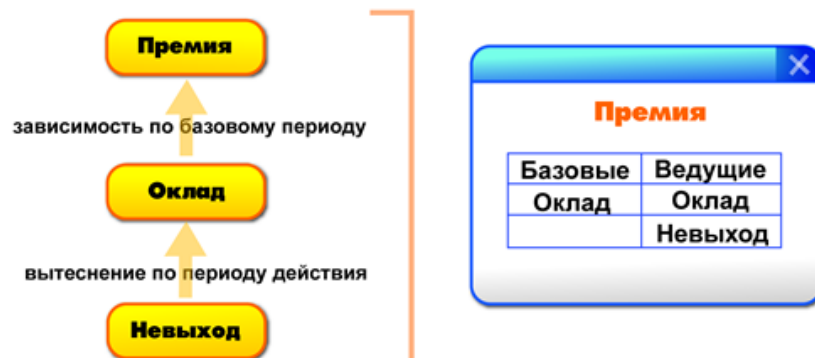 Премия
зависимость по базовому периоду
Оклад
вытеснение по периоду действия
Невыход
Премия
Базовые Ведущие
Оклад Оклад
Невыход